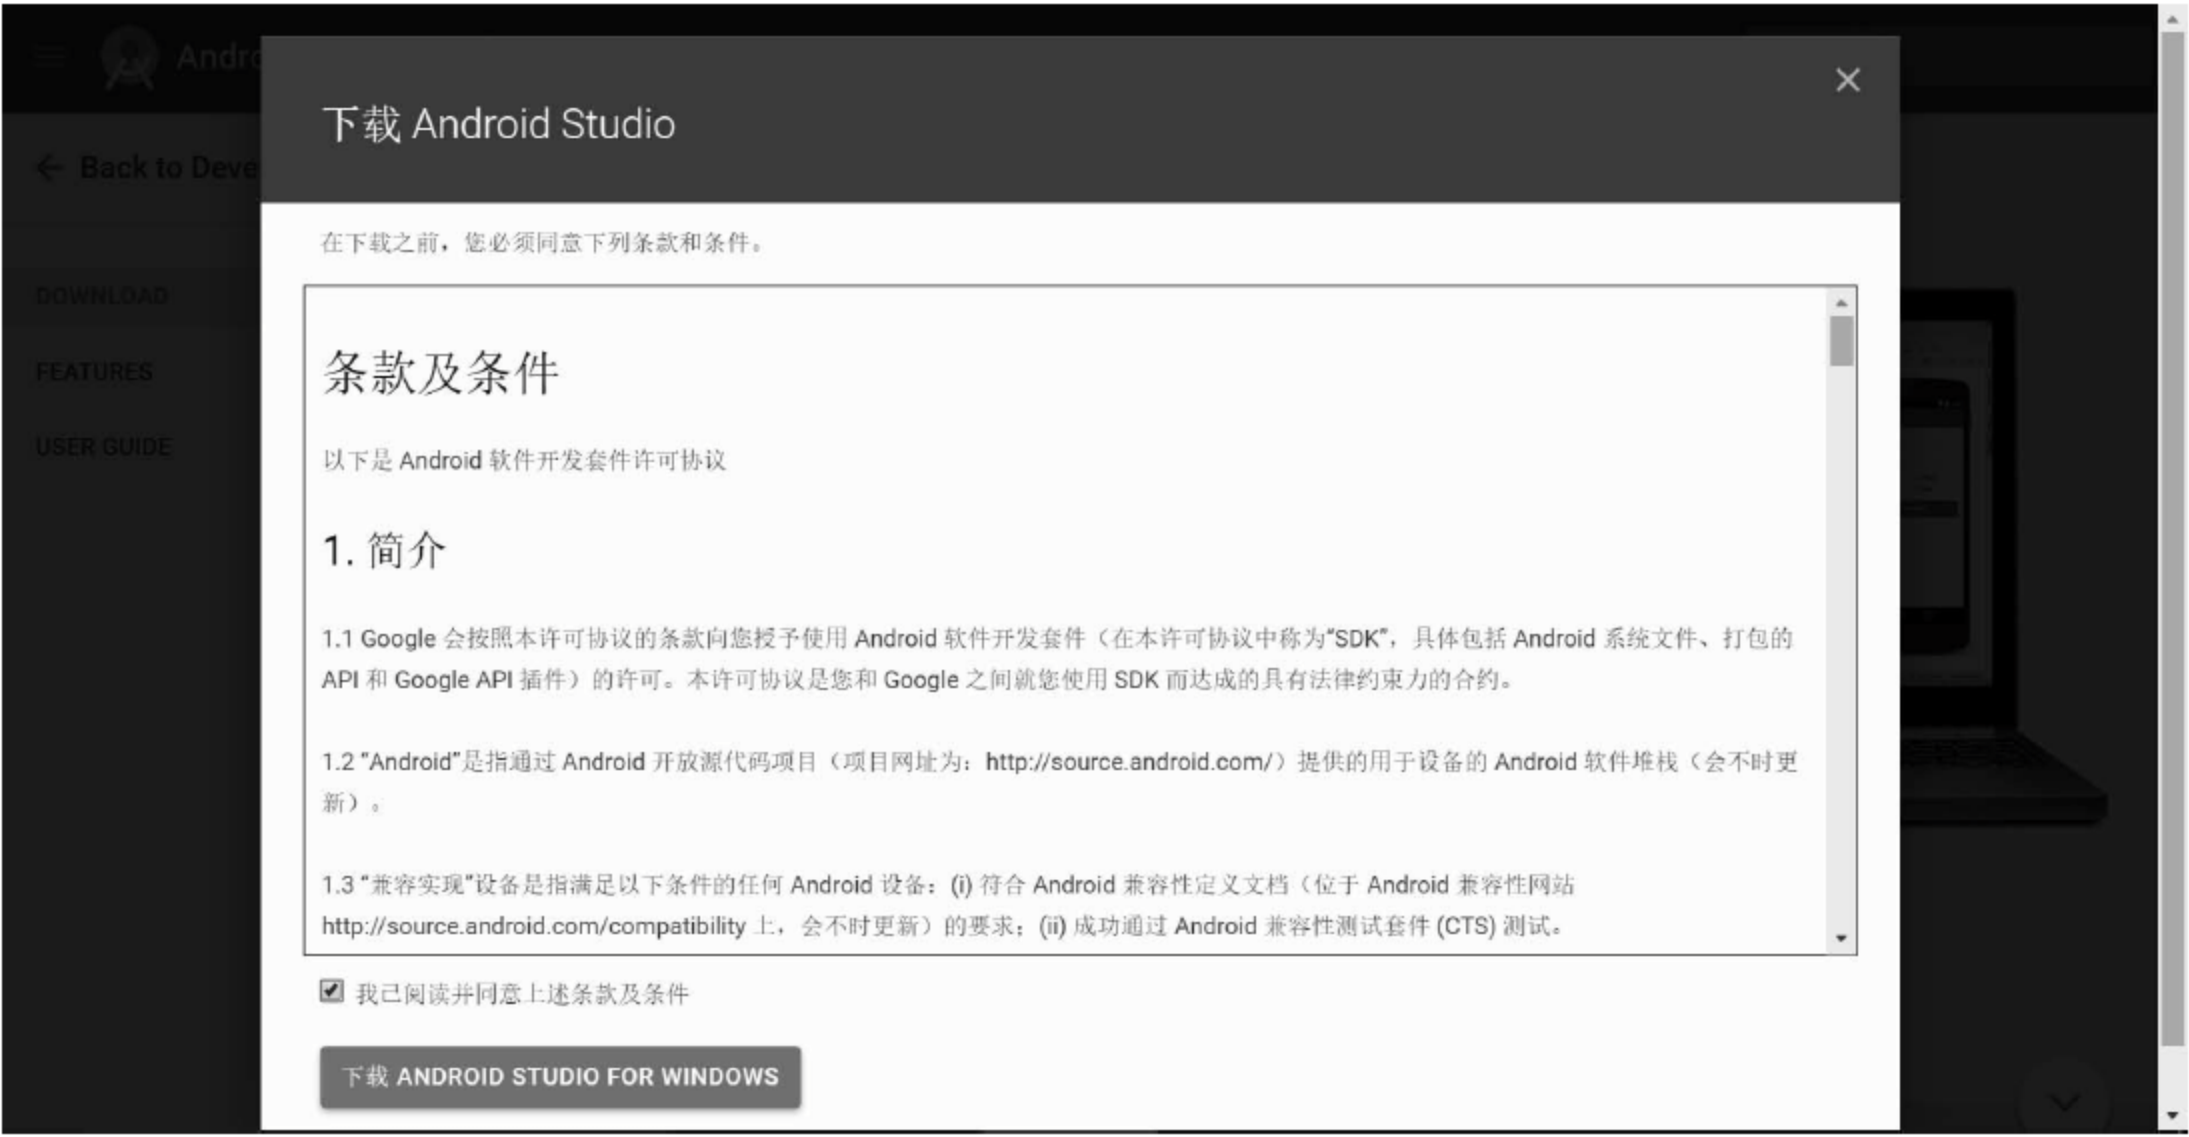 Andro
下载 Android Studio
Back to Deve
在下载之前，您必须同意下列条款和条件。
DOWNLOAD
条款及条件
FEATURES
USER GUIDE
以下是 Android 软件开发套件许可协议
1. 简介
1.1 Google 会按照本许可协议的条款向您授予使用 Android 软件开发套件（在本许可协议中称为“SDK”，具体包括 Android 系统文件、打包的
API 和 Google API 插件）的许可。本许可协议是您和 Google 之间就您使用 SDK 而达成的具有法律约束力的合约。
1.2 “Android”是指通过 Android 开放源代码项目（项目网址为：http://source.android.com/）提供的用于设备的 Android 软件堆栈（会不时更
新）。
1.3 “兼容实现”设备是指满足以下条件的任何 Android 设备：(i) 符合 Android 兼容性定义文档（位于 Android 兼容性网站
http://source.android.com/compatibility 上，会不时更新）的要求；(ii) 成功通过 Android 兼容性测试套件 (CTS) 测试。
我已阅读并同意上述条款及条件
下载 ANDROID STUDIO FOR WINDOWS